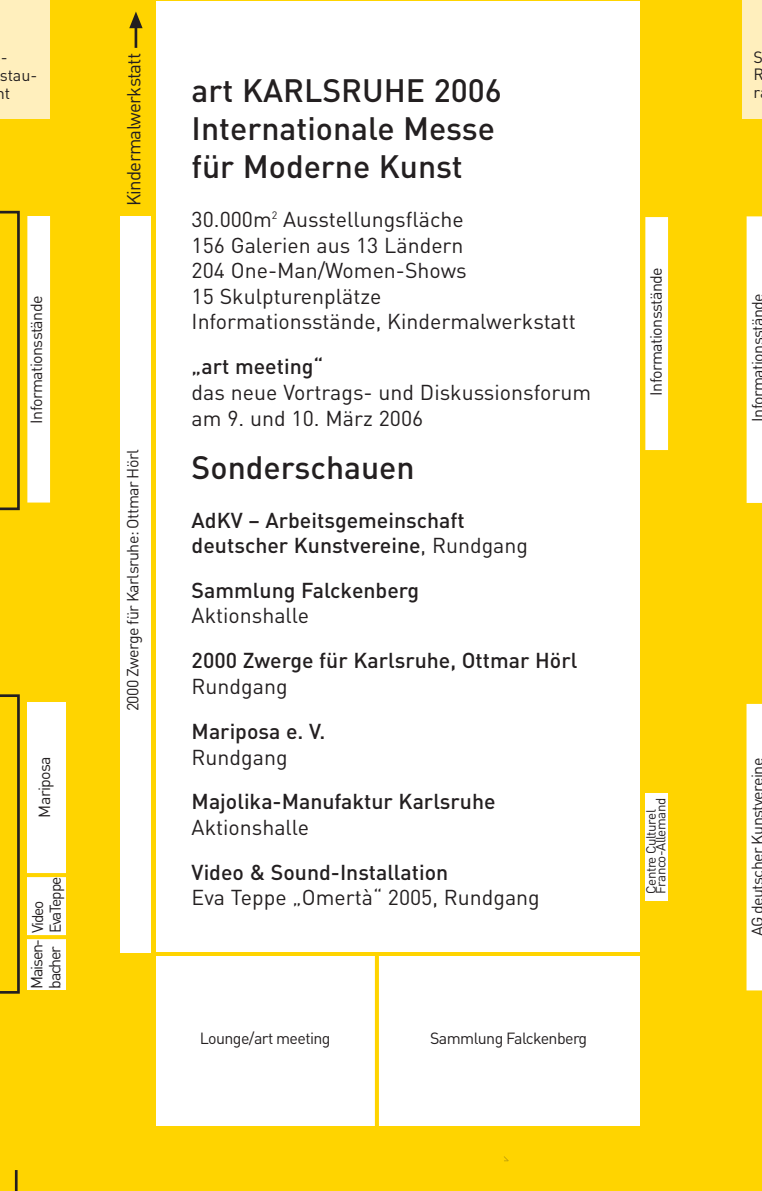 stau-
Kindermalwerkstatt
art KARLSRUHE 2006
Internationale Messe
für Moderne Kunst
30.000m² Ausstellungsfläche
156 Galerien aus 13 Ländern
204 One-Man/Women-Shows
15 Skulpturenplätze
Informationsstände, Kindermalwerkstatt
„art meeting“
das neue Vortrags- und Diskussionsforum
am 9. und 10. März 2006
Sonderschauen
AdKV – Arbeitsgemeinschaft
deutscher Kunstvereine, Rundgang
Sammlung Falckenberg
Aktionshalle
2000 Zwerge für Karlsruhe, Ottmar Hörl
Rundgang
Mariposa e. V.
Rundgang
Majolika-Manufaktur Karlsruhe
Aktionshalle
Video & Sound-Installation
Eva Teppe „Omertà“ 2005, Rundgang
Informationsstände
2000 Zwerge für Karlsruhe: Ottmar Hörl
Mariposa
Video
EvaTeppe
Maisen-
bacher
Informationsstände
Centre Culturel
Franco-Allemand
Informationsstände
AG deutscher Kunstvereine
Lounge/art meeting
Sammlung Falckenberg